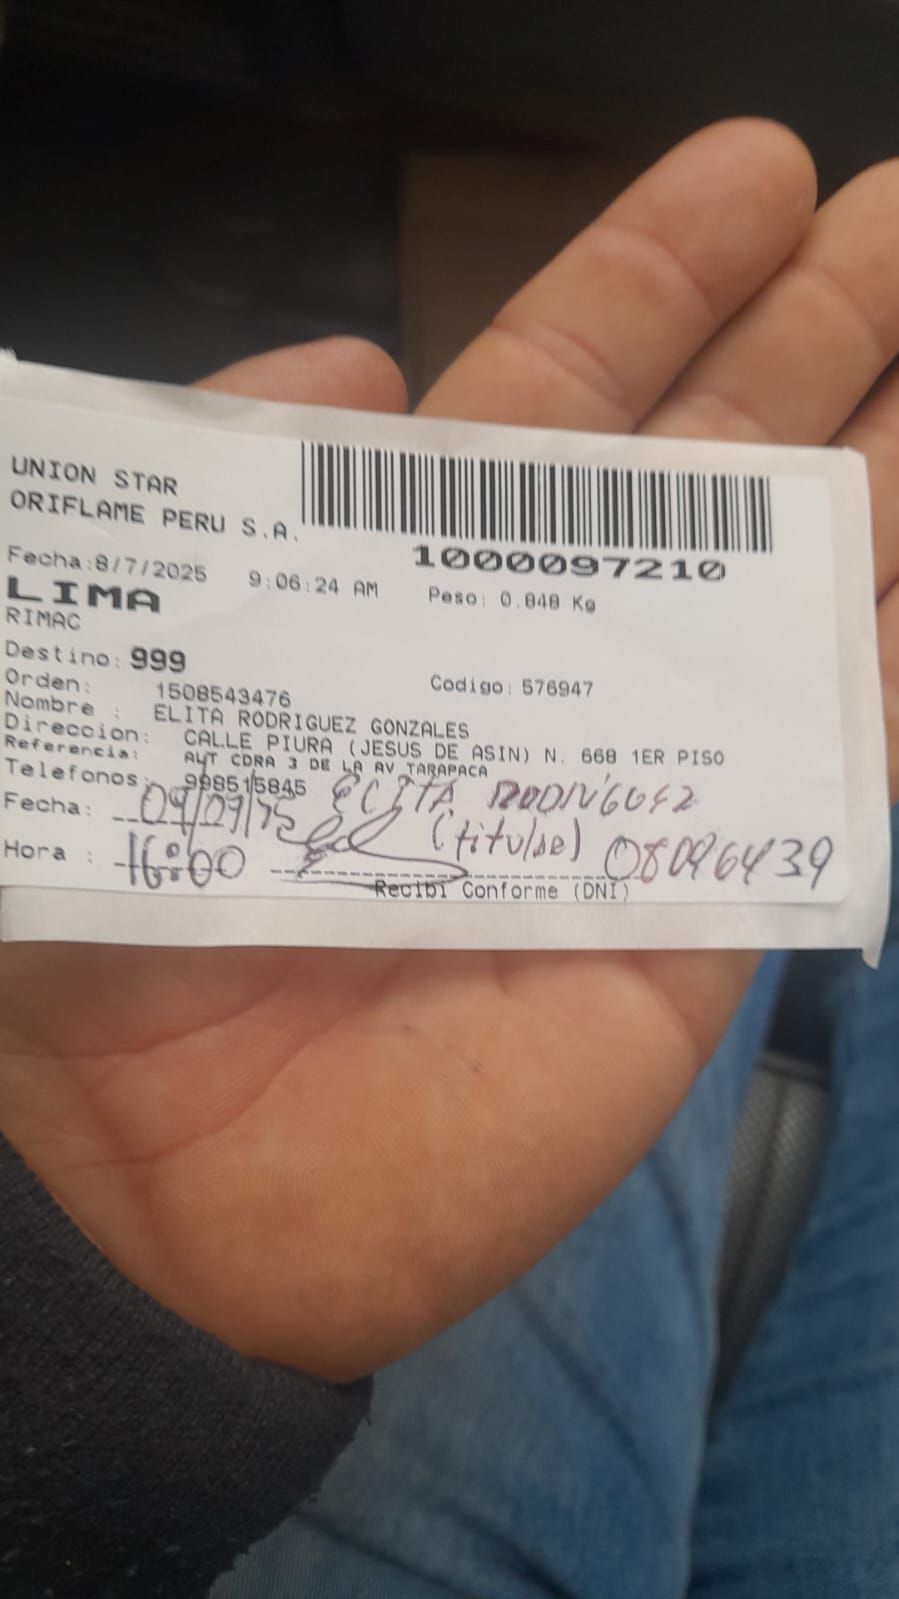 UNION STAR
ORIFLAME PERU S.A.
1000097210
Fecha:8/7/2025 9:06:24 AM Peso: 0.848 Kg
LIMA
RIMAC
Destino: 999
Orden: 1508543476 Codigo: 576947
Nombre : ELITA RODRIGUEZ GONZALES
Direccion: CALLE PIURA (JESUS DE ASIN) N. 668 1ER PISO
Referencia: ALT CDRA 3 DE LA AV TARAPACA
Telefonos: 998515845
Fecha: ELITA RODRIGUEZ
(titular) 08096439
Hora : 16:00
Recibi Conforme (DNI)